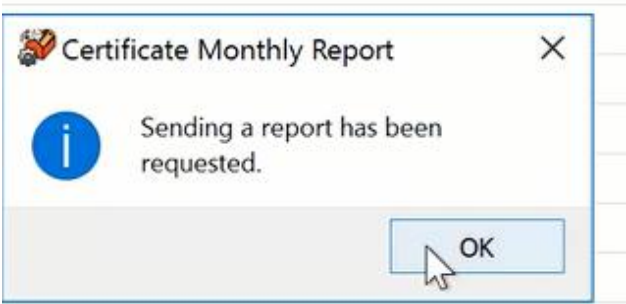 Certificate Monthly Report
Sending a report has been
requested.
OK